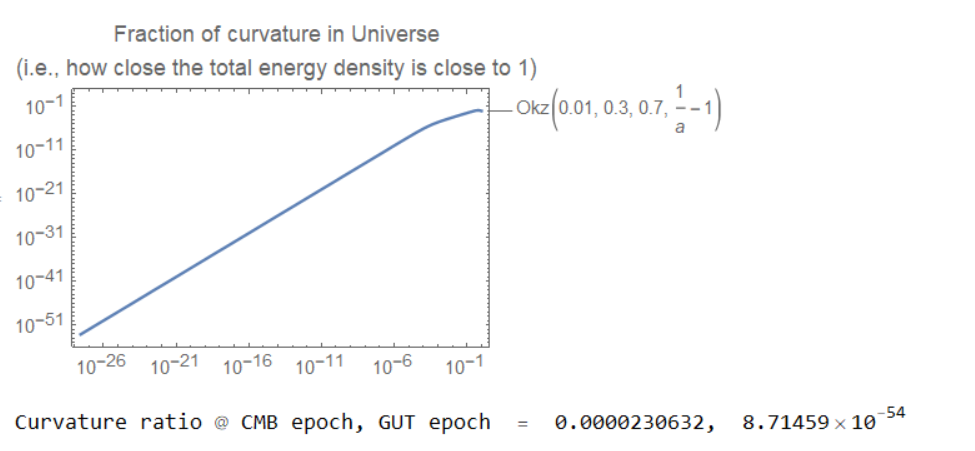 Fraction of curvature in Universe
(i.e., how close the total energy density is close to 1)
10⁻¹
Okz(0.01, 0.3, 0.7, 1/a − 1)
10⁻¹¹
10⁻²¹
10⁻³¹
10⁻⁴¹
10⁻⁵¹
10⁻²⁶ 10⁻²¹ 10⁻¹⁶ 10⁻¹¹ 10⁻⁶ 10⁻¹
Curvature ratio @ CMB epoch, GUT epoch = 0.0000230632, 8.71459 × 10⁻⁵⁴